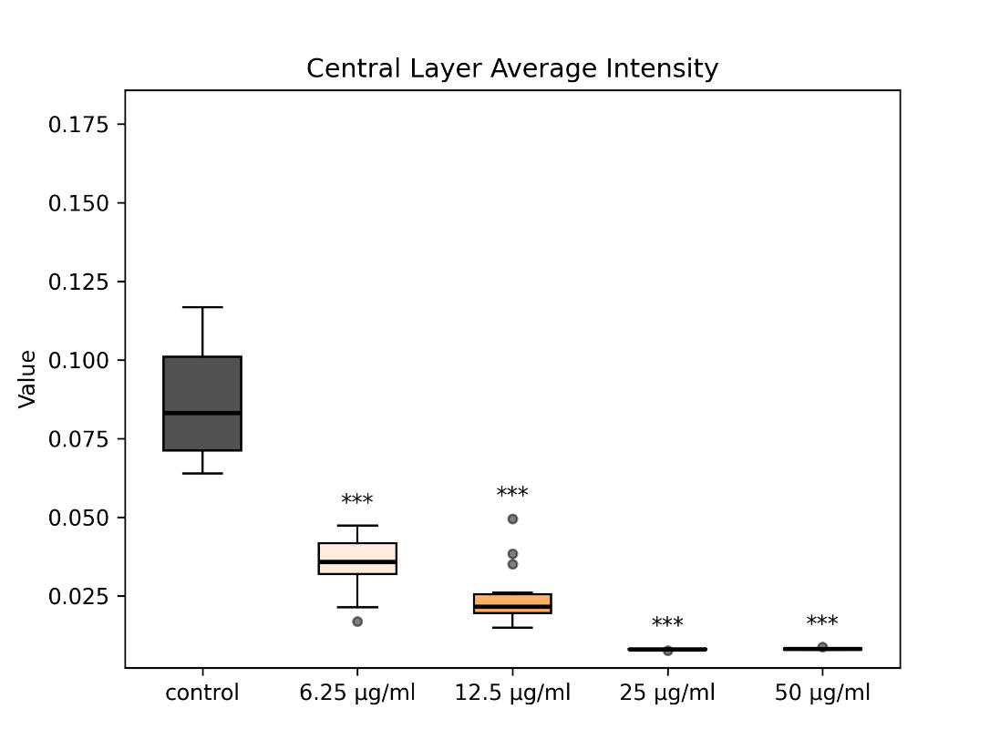 Central Layer Average Intensity
Value
0.175
0.150
0.125
0.100
0.075
0.050
0.025
***
***
***
***
control
6.25 µg/ml
12.5 µg/ml
25 µg/ml
50 µg/ml